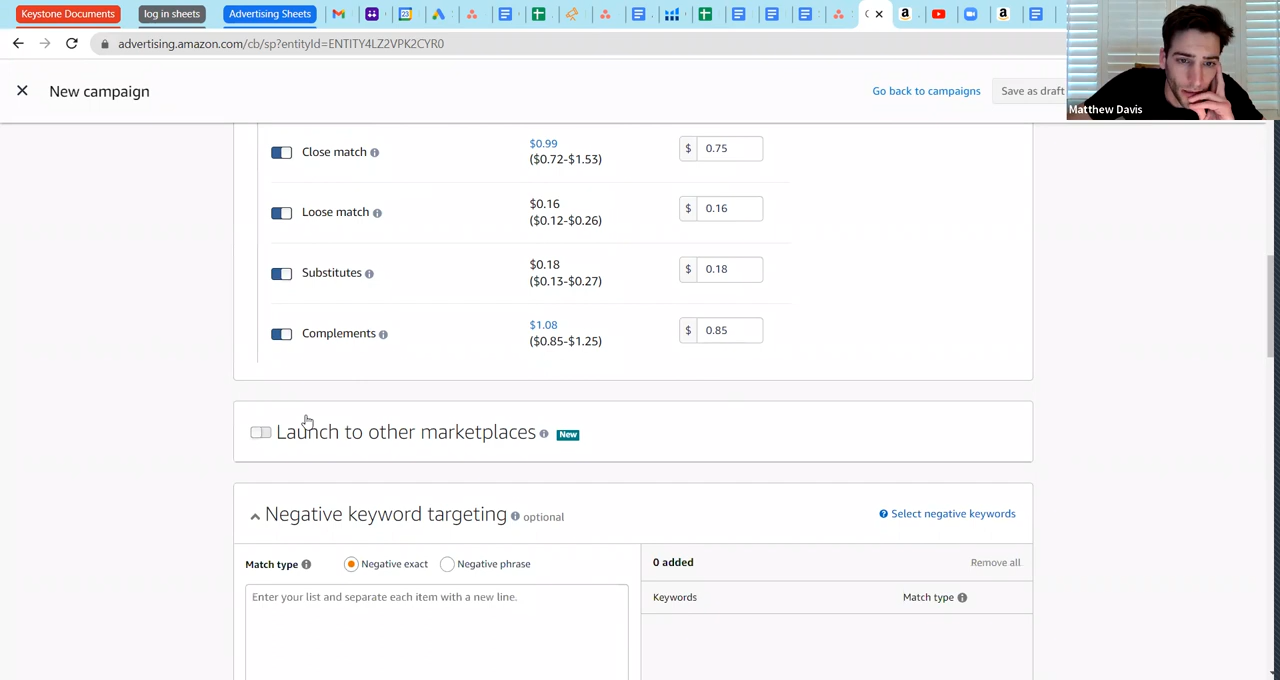 Keystone Documents
log in sheets
Advertising Sheets
advertising.amazon.com/cb/sp?entityId=ENTITY4LZ2VPK2CYR0
New campaign
Go back to campaigns
Save as draft
Matthew Davis
Close match
$0.99
($0.72-$1.53)
$ 0.75
Loose match
$0.16
($0.12-$0.26)
$ 0.16
Substitutes
$0.18
($0.13-$0.27)
$ 0.18
Complements
$1.08
($0.85-$1.25)
$ 0.85
Launch to other marketplaces New
Negative keyword targeting optional
Select negative keywords
Match type
Negative exact
Negative phrase
0 added
Remove all
Enter your list and separate each item with a new line.
Keywords
Match type